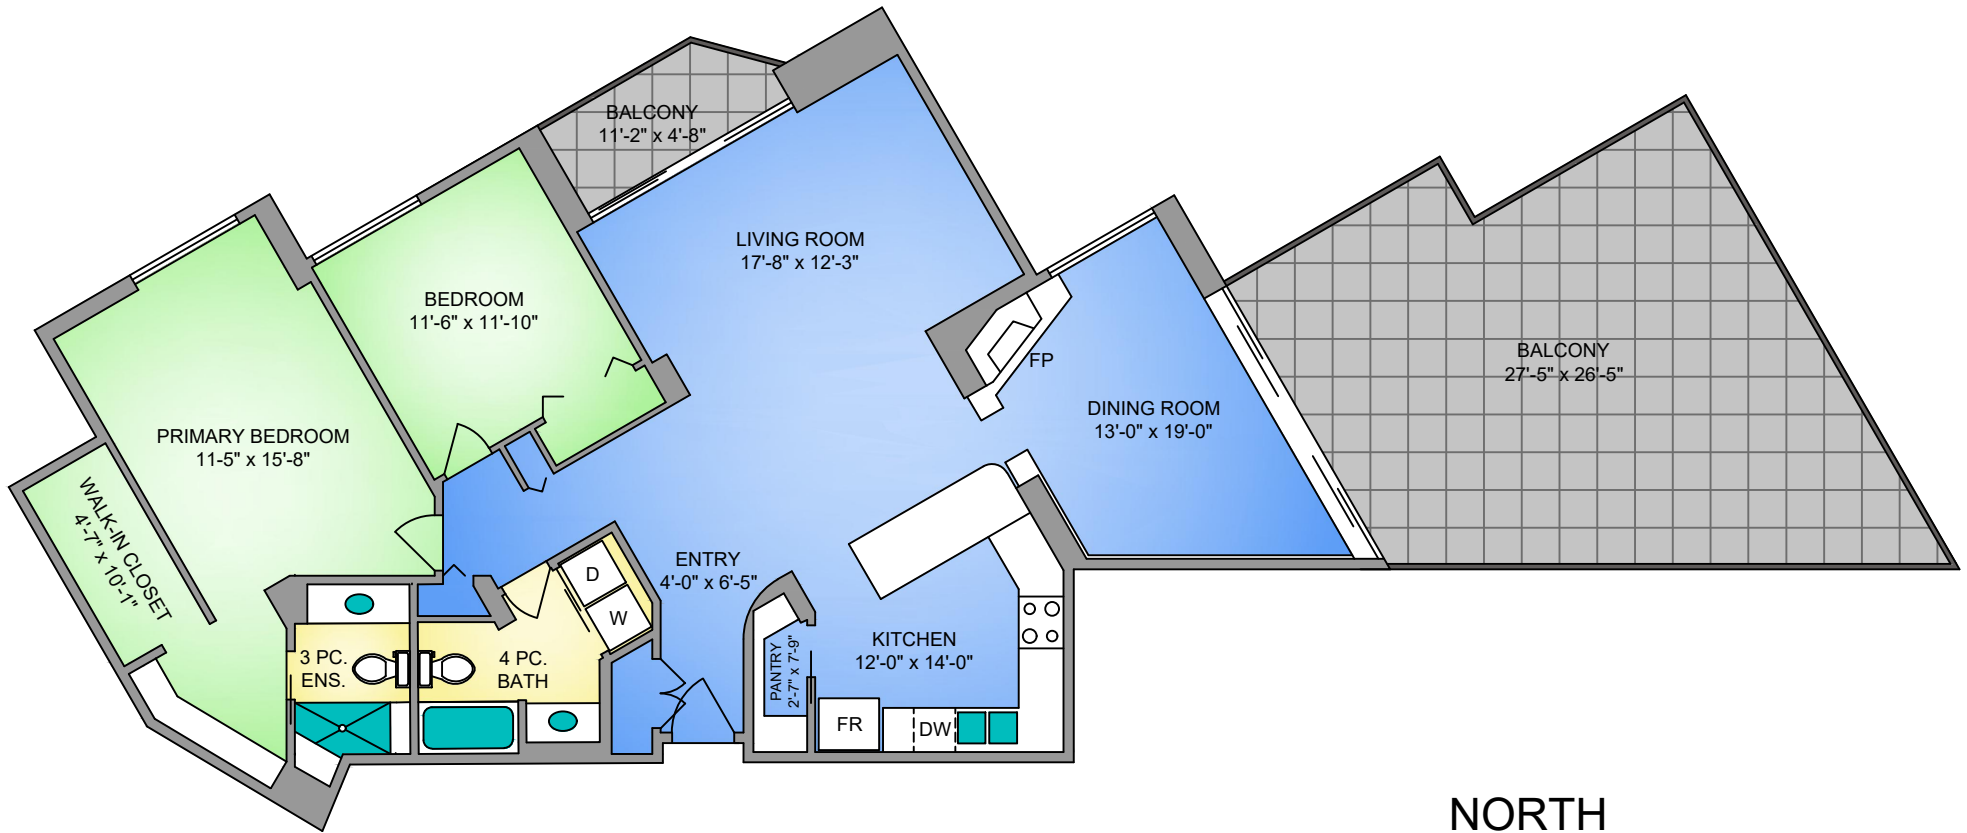 BALCONY
11'-2" x 4'-8"
LIVING ROOM
17'-8" x 12'-3"
BEDROOM
11'-6" x 11'-10"
FP
BALCONY
27'-5" x 26'-5"
DINING ROOM
13'-0" x 19'-0"
PRIMARY BEDROOM
11-5" x 15'-8"
WALK-IN CLOSET
4'-7" x 10'-1"
ENTRY
4'-0" x 6'-5"
D
W
3 PC.
ENS.
4 PC.
BATH
PANTRY
2'-7" x 7'-9"
KITCHEN
12'-0" x 14'-0"
FR
DW
NORTH